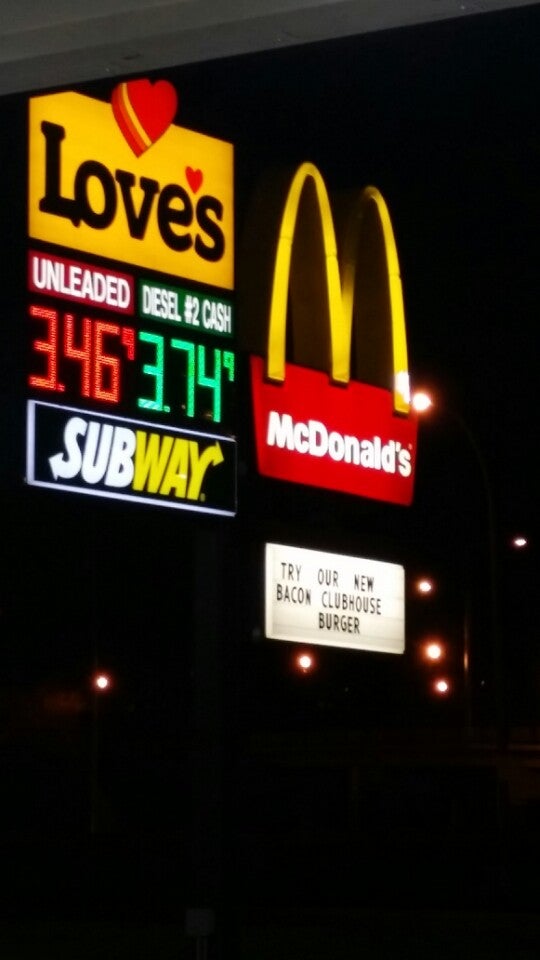 Love's
UNLEADED
DIESEL #2 CASH
3.46⁹
3.74⁹
SUBWAY
McDonald's
TRY OUR NEW
BACON CLUBHOUSE
BURGER